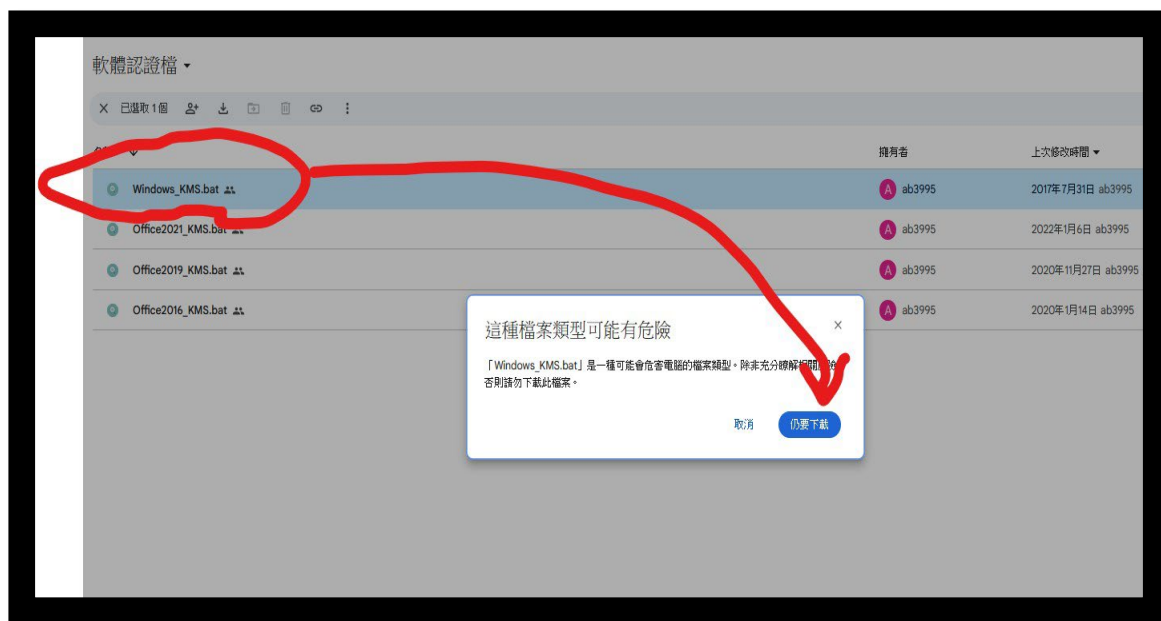 軟體認證檔
已選取 1 個
擁有者
上次修改時間
Windows_KMS.bat
ab3995
2017年7月31日 ab3995
Office2021_KMS.bat
ab3995
2022年1月6日 ab3995
Office2019_KMS.bat
ab3995
2020年11月27日 ab3995
Office2016_KMS.bat
ab3995
2020年1月14日 ab3995
這種檔案類型可能有危險
「Windows_KMS.bat」是一種可能會危害電腦的檔案類型。除非充分瞭解
否則請勿下載此檔案。
取消
仍要下載